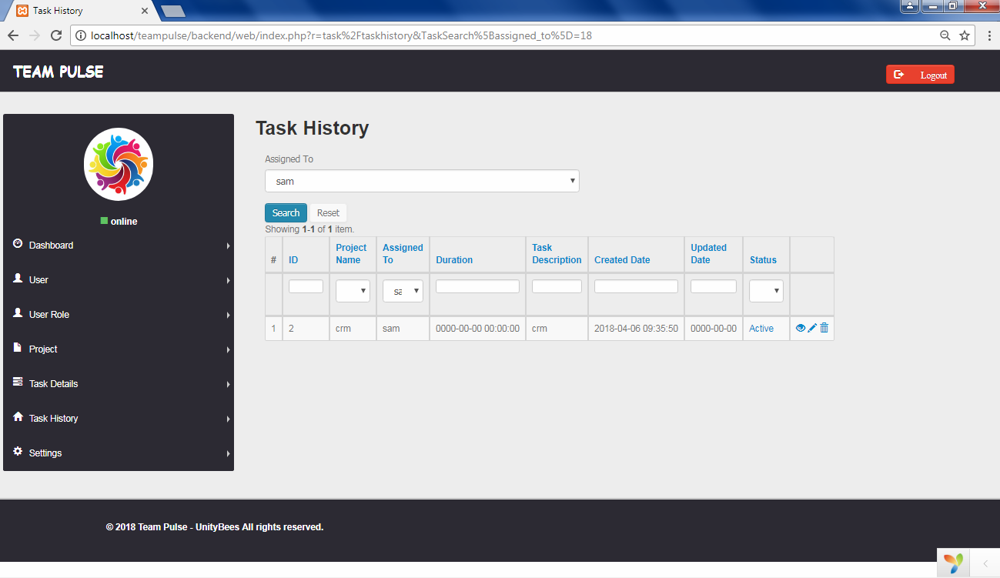 Task History
localhost/teampulse/backend/web/index.php?r=task%2Ftaskhistory&TaskSearch%5Bassigned_to%5D=18
TEAM PULSE
Logout
online
Dashboard
User
User Role
Project
Task Details
Task History
Settings
Task History
Assigned To
sam
Search Reset
Showing 1-1 of 1 item.
# ID Project Name Assigned To Duration Task Description Created Date Updated Date Status
sa
1 2 crm sam 0000-00-00 00:00:00 crm 2018-04-06 09:35:50 0000-00-00 Active
© 2018 Team Pulse - UnityBees All rights reserved.